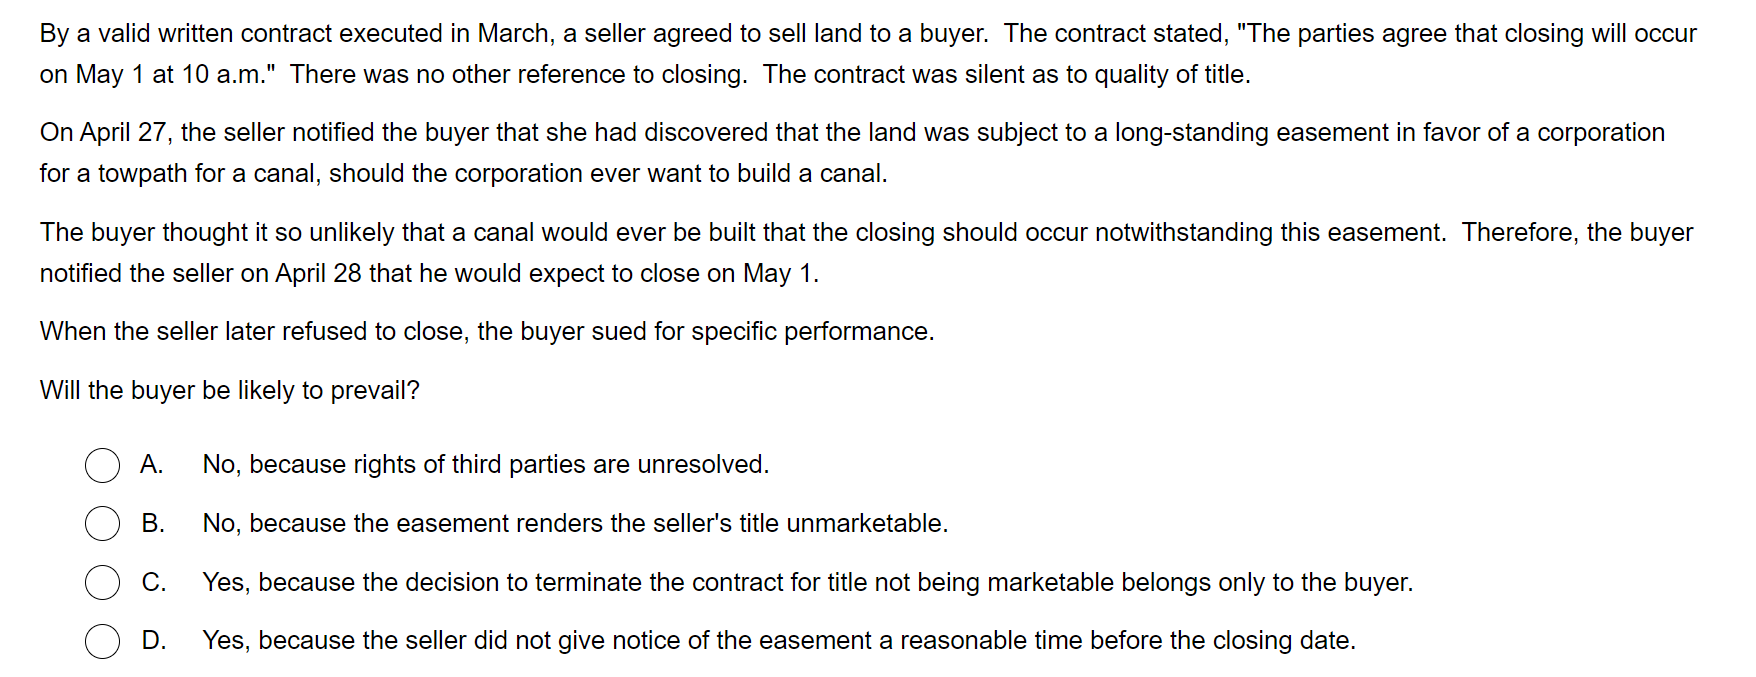 By a valid written contract executed in March, a seller agreed to sell land to a buyer.  The contract stated, "The parties agree that closing will occur
on May 1 at 10 a.m."  There was no other reference to closing.  The contract was silent as to quality of title.
On April 27, the seller notified the buyer that she had discovered that the land was subject to a long-standing easement in favor of a corporation
for a towpath for a canal, should the corporation ever want to build a canal.
The buyer thought it so unlikely that a canal would ever be built that the closing should occur notwithstanding this easement.  Therefore, the buyer
notified the seller on April 28 that he would expect to close on May 1.
When the seller later refused to close, the buyer sued for specific performance.
Will the buyer be likely to prevail?
A. No, because rights of third parties are unresolved.
B. No, because the easement renders the seller's title unmarketable.
C. Yes, because the decision to terminate the contract for title not being marketable belongs only to the buyer.
D. Yes, because the seller did not give notice of the easement a reasonable time before the closing date.